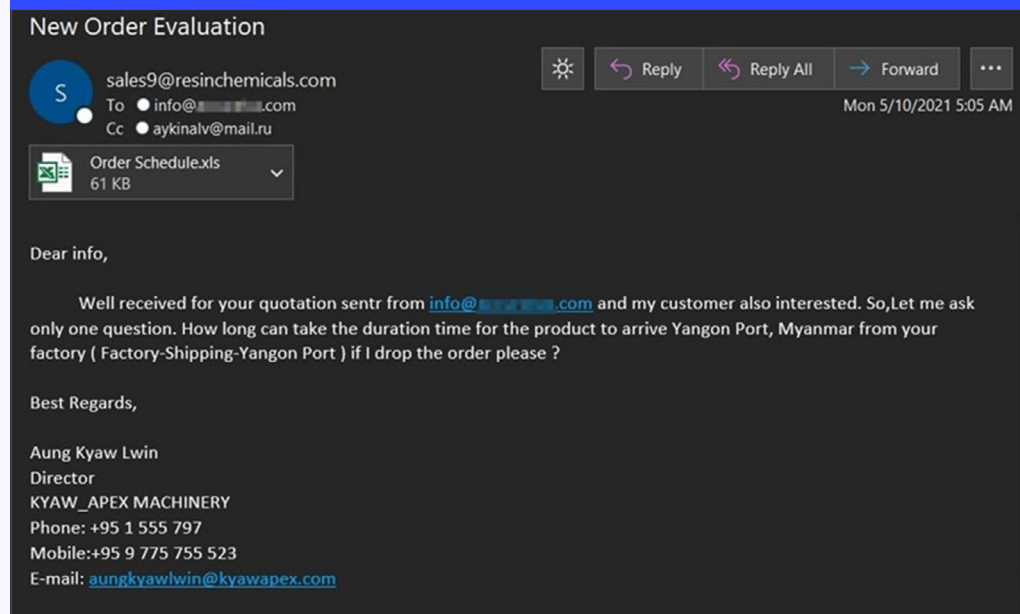 New Order Evaluation
S
sales9@resinchemicals.com
To info@.com
Cc aykinalv@mail.ru
Reply
Reply All
Forward
Mon 5/10/2021 5:05 AM
Order Schedule.xls
61 KB
Dear info,
Well received for your quotation sentr from info@.com and my customer also interested. So,Let me ask
only one question. How long can take the duration time for the product to arrive Yangon Port, Myanmar from your
factory ( Factory-Shipping-Yangon Port ) if I drop the order please ?
Best Regards,
Aung Kyaw Lwin
Director
KYAW_APEX MACHINERY
Phone: +95 1 555 797
Mobile:+95 9 775 755 523
E-mail: aungkyawlwin@kyawapex.com